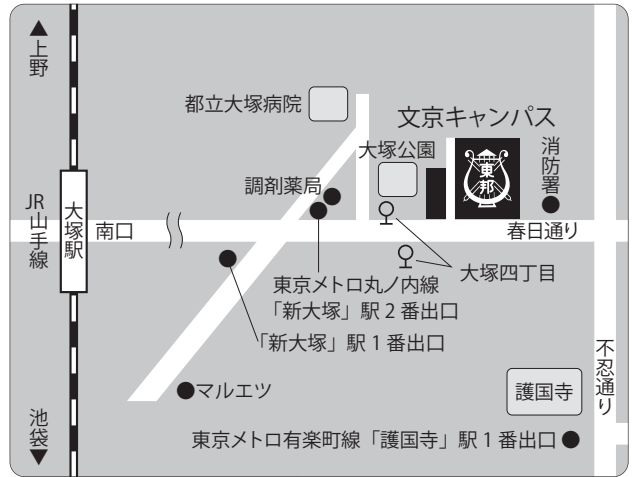 ▲上野
都立大塚病院
文京キャンパス
大塚公園
東邦
消防署
調剤薬局
JR山手線
大塚駅
南口
春日通り
東京メトロ丸ノ内線
「新大塚」駅2番出口
大塚四丁目
「新大塚」駅1番出口
不忍通り
マルエツ
護国寺
池袋▼
東京メトロ有楽町線「護国寺」駅1番出口